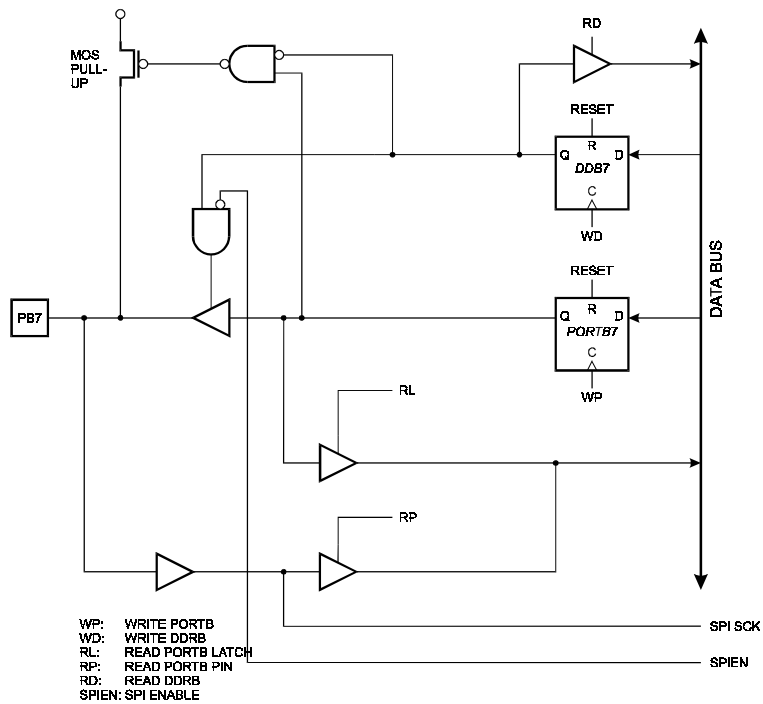 RD
MOS
PULL-
UP
RESET
R
Q
D
DDB7
C
WD
DATA BUS
RESET
PB7
R
Q
D
PORTB7
C
WP
RL
RP
WP: WRITE PORTB
WD: WRITE DDRB
RL: READ PORTB LATCH
RP: READ PORTB PIN
RD: READ DDRB
SPIEN: SPI ENABLE
SPI SCK
SPIEN